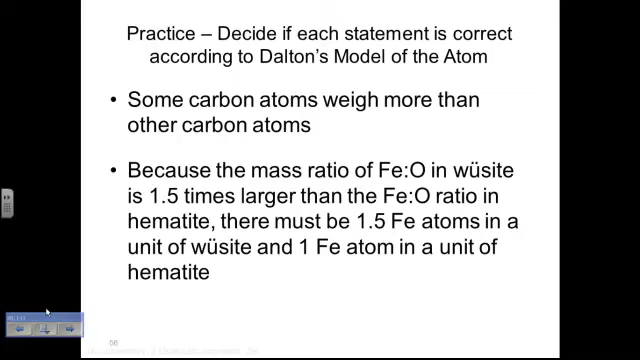 Practice – Decide if each statement is correct
according to Dalton's Model of the Atom
• Some carbon atoms weigh more than
other carbon atoms
• Because the mass ratio of Fe:O in wüsite
is 1.5 times larger than the Fe:O ratio in
hematite, there must be 1.5 Fe atoms in a
unit of wüsite and 1 Fe atom in a unit of
hematite